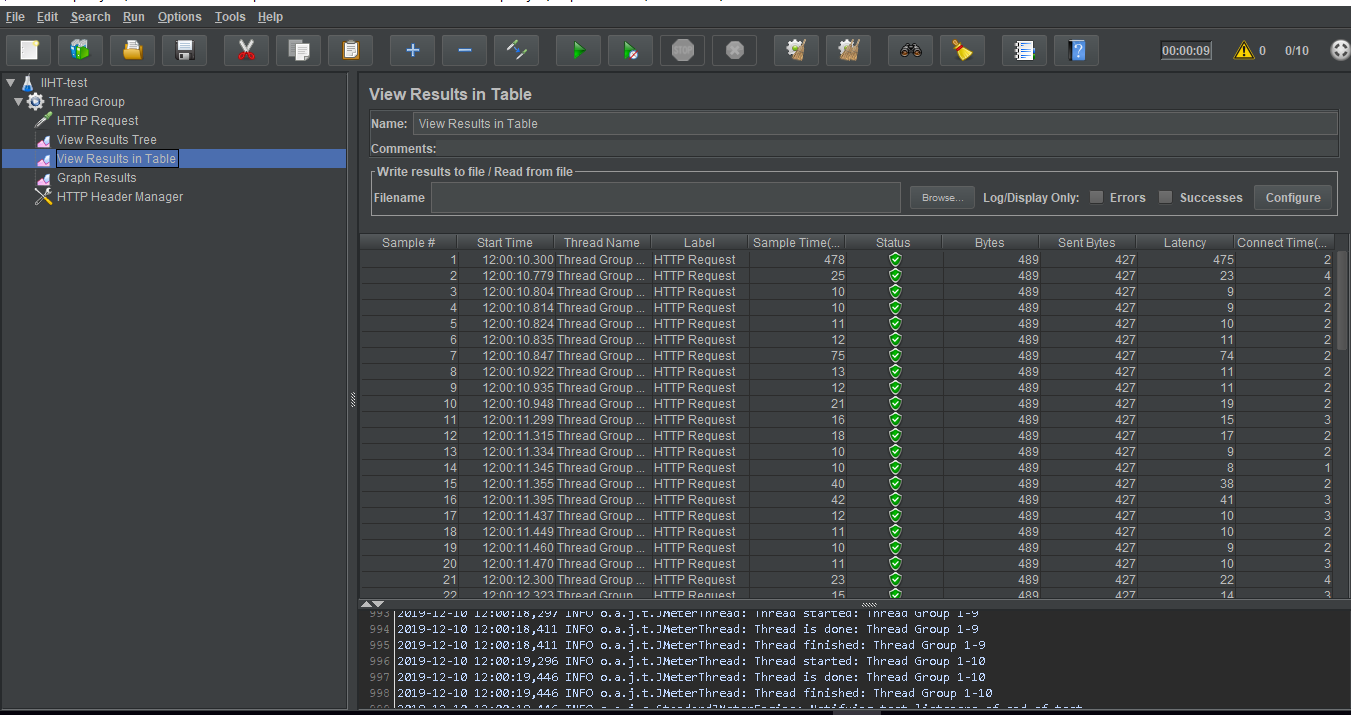 File Edit Search Run Options Tools Help
STOP 00:00:09 0 0/10
IIHT-test
Thread Group
HTTP Request
View Results Tree
View Results in Table
Graph Results
HTTP Header Manager
View Results in Table
Name: View Results in Table
Comments:
Write results to file / Read from file
Filename Browse... Log/Display Only: Errors Successes Configure
Sample # Start Time Thread Name Label Sample Time(... Status Bytes Sent Bytes Latency Connect Time(...
1 12:00:10.300 Thread Group ... HTTP Request 478 489 427 475 2
2 12:00:10.779 Thread Group ... HTTP Request 25 489 427 23 4
3 12:00:10.804 Thread Group ... HTTP Request 10 489 427 9 2
4 12:00:10.814 Thread Group ... HTTP Request 10 489 427 9 2
5 12:00:10.824 Thread Group ... HTTP Request 11 489 427 10 2
6 12:00:10.835 Thread Group ... HTTP Request 12 489 427 11 2
7 12:00:10.847 Thread Group ... HTTP Request 75 489 427 74 2
8 12:00:10.922 Thread Group ... HTTP Request 13 489 427 11 2
9 12:00:10.935 Thread Group ... HTTP Request 12 489 427 11 2
10 12:00:10.948 Thread Group ... HTTP Request 21 489 427 19 2
11 12:00:11.299 Thread Group ... HTTP Request 16 489 427 15 3
12 12:00:11.315 Thread Group ... HTTP Request 18 489 427 17 2
13 12:00:11.334 Thread Group ... HTTP Request 10 489 427 9 2
14 12:00:11.345 Thread Group ... HTTP Request 10 489 427 8 1
15 12:00:11.355 Thread Group ... HTTP Request 40 489 427 38 2
16 12:00:11.395 Thread Group ... HTTP Request 42 489 427 41 3
17 12:00:11.437 Thread Group ... HTTP Request 12 489 427 10 3
18 12:00:11.449 Thread Group ... HTTP Request 11 489 427 10 2
19 12:00:11.460 Thread Group ... HTTP Request 10 489 427 9 2
20 12:00:11.470 Thread Group ... HTTP Request 11 489 427 10 3
21 12:00:12.300 Thread Group ... HTTP Request 23 489 427 22 4
22 12:00:12.323 Thread Group ... HTTP Request 15 489 427 14 3
993 2019-12-10 12:00:18,297 INFO o.a.j.t.JMeterThread: Thread started: Thread Group 1-9
994 2019-12-10 12:00:18,411 INFO o.a.j.t.JMeterThread: Thread is done: Thread Group 1-9
995 2019-12-10 12:00:18,411 INFO o.a.j.t.JMeterThread: Thread finished: Thread Group 1-9
996 2019-12-10 12:00:19,296 INFO o.a.j.t.JMeterThread: Thread started: Thread Group 1-10
997 2019-12-10 12:00:19,446 INFO o.a.j.t.JMeterThread: Thread is done: Thread Group 1-10
998 2019-12-10 12:00:19,446 INFO o.a.j.t.JMeterThread: Thread finished: Thread Group 1-10